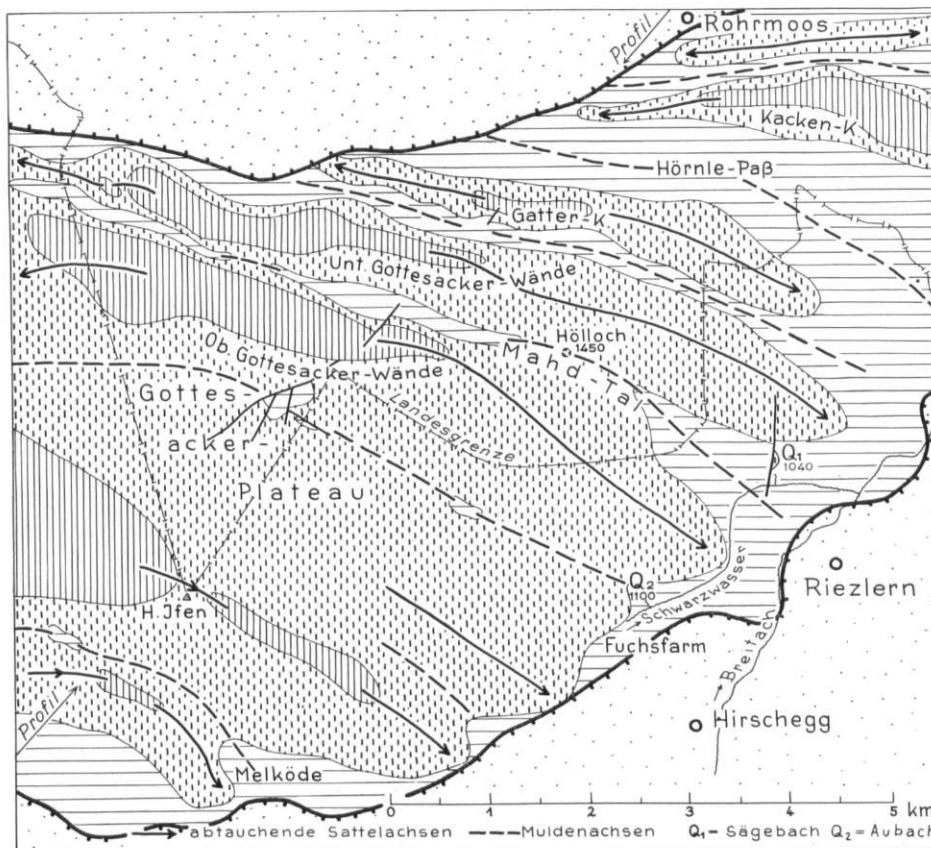 Rohrmoos
Profil
Kacken-K
Hörnle-Paß
Gatter-K
Unt. Gottesacker-Wände
Hölloch
1450
Mahd-Tal
Ob. Gottesacker-Wände
Gottes-
acker-
Plateau
Landesgrenze
Q1
1040
Q2
1100
Schwarzwasser
Riezlern
H. Jfen
Fuchsfarm
Breitach
Hirschegg
Profil
Melköde
0 1 2 3 4 5 km
abtauchende Sattelachsen Muldenachsen Q1- Sägebach Q2= Aubach